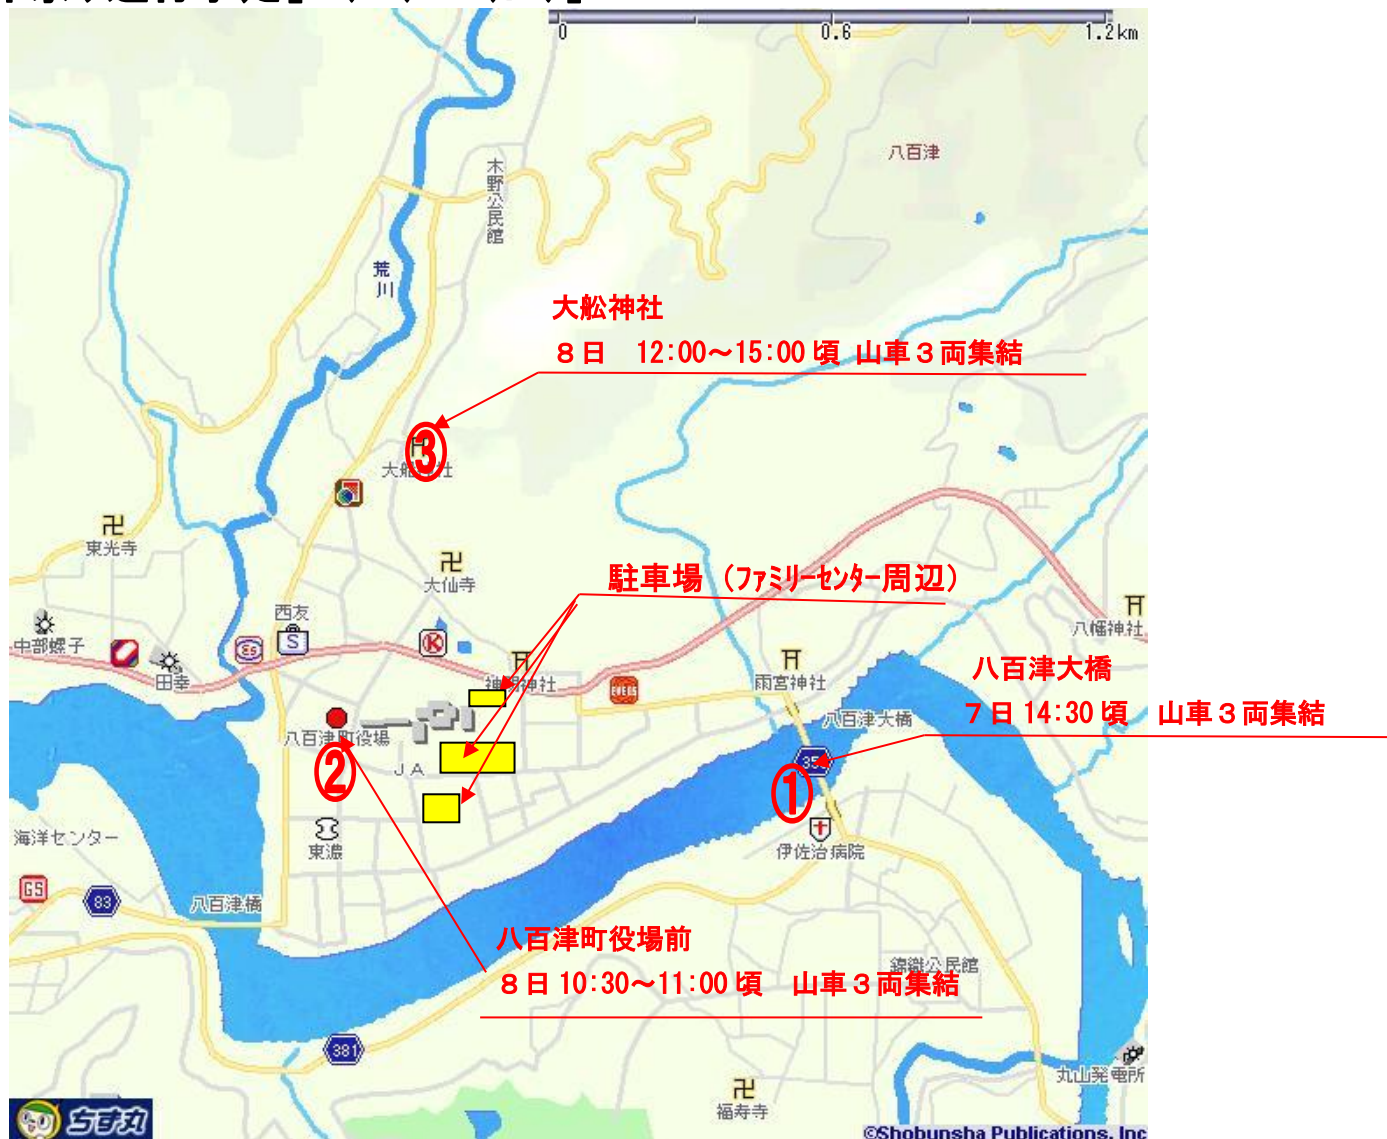 0 0.6 1.2km
八百津
木野公民館
荒川
大舩神社
８日 12:00～15:00 頃 山車３両集結
③
卍
東光寺
卍
大仙寺
駐車場（ﾌｧﾐﾘｰｾﾝﾀｰ周辺）
西友
S
中部螺子
田幸
K
八幡神社
雨宮神社
八百津大橋
７日 14:30 頃 山車３両集結
八百津大橋
八百津町役場
JA
②
①
東濃
伊佐治病院
海洋センター
GS
83
八百津橋
八百津町役場前
８日 10:30～11:00 頃 山車３両集結
錦織公民館
381
丸山発電所
卍
福寿寺
ちず丸
©Shobunsha Publications, Inc